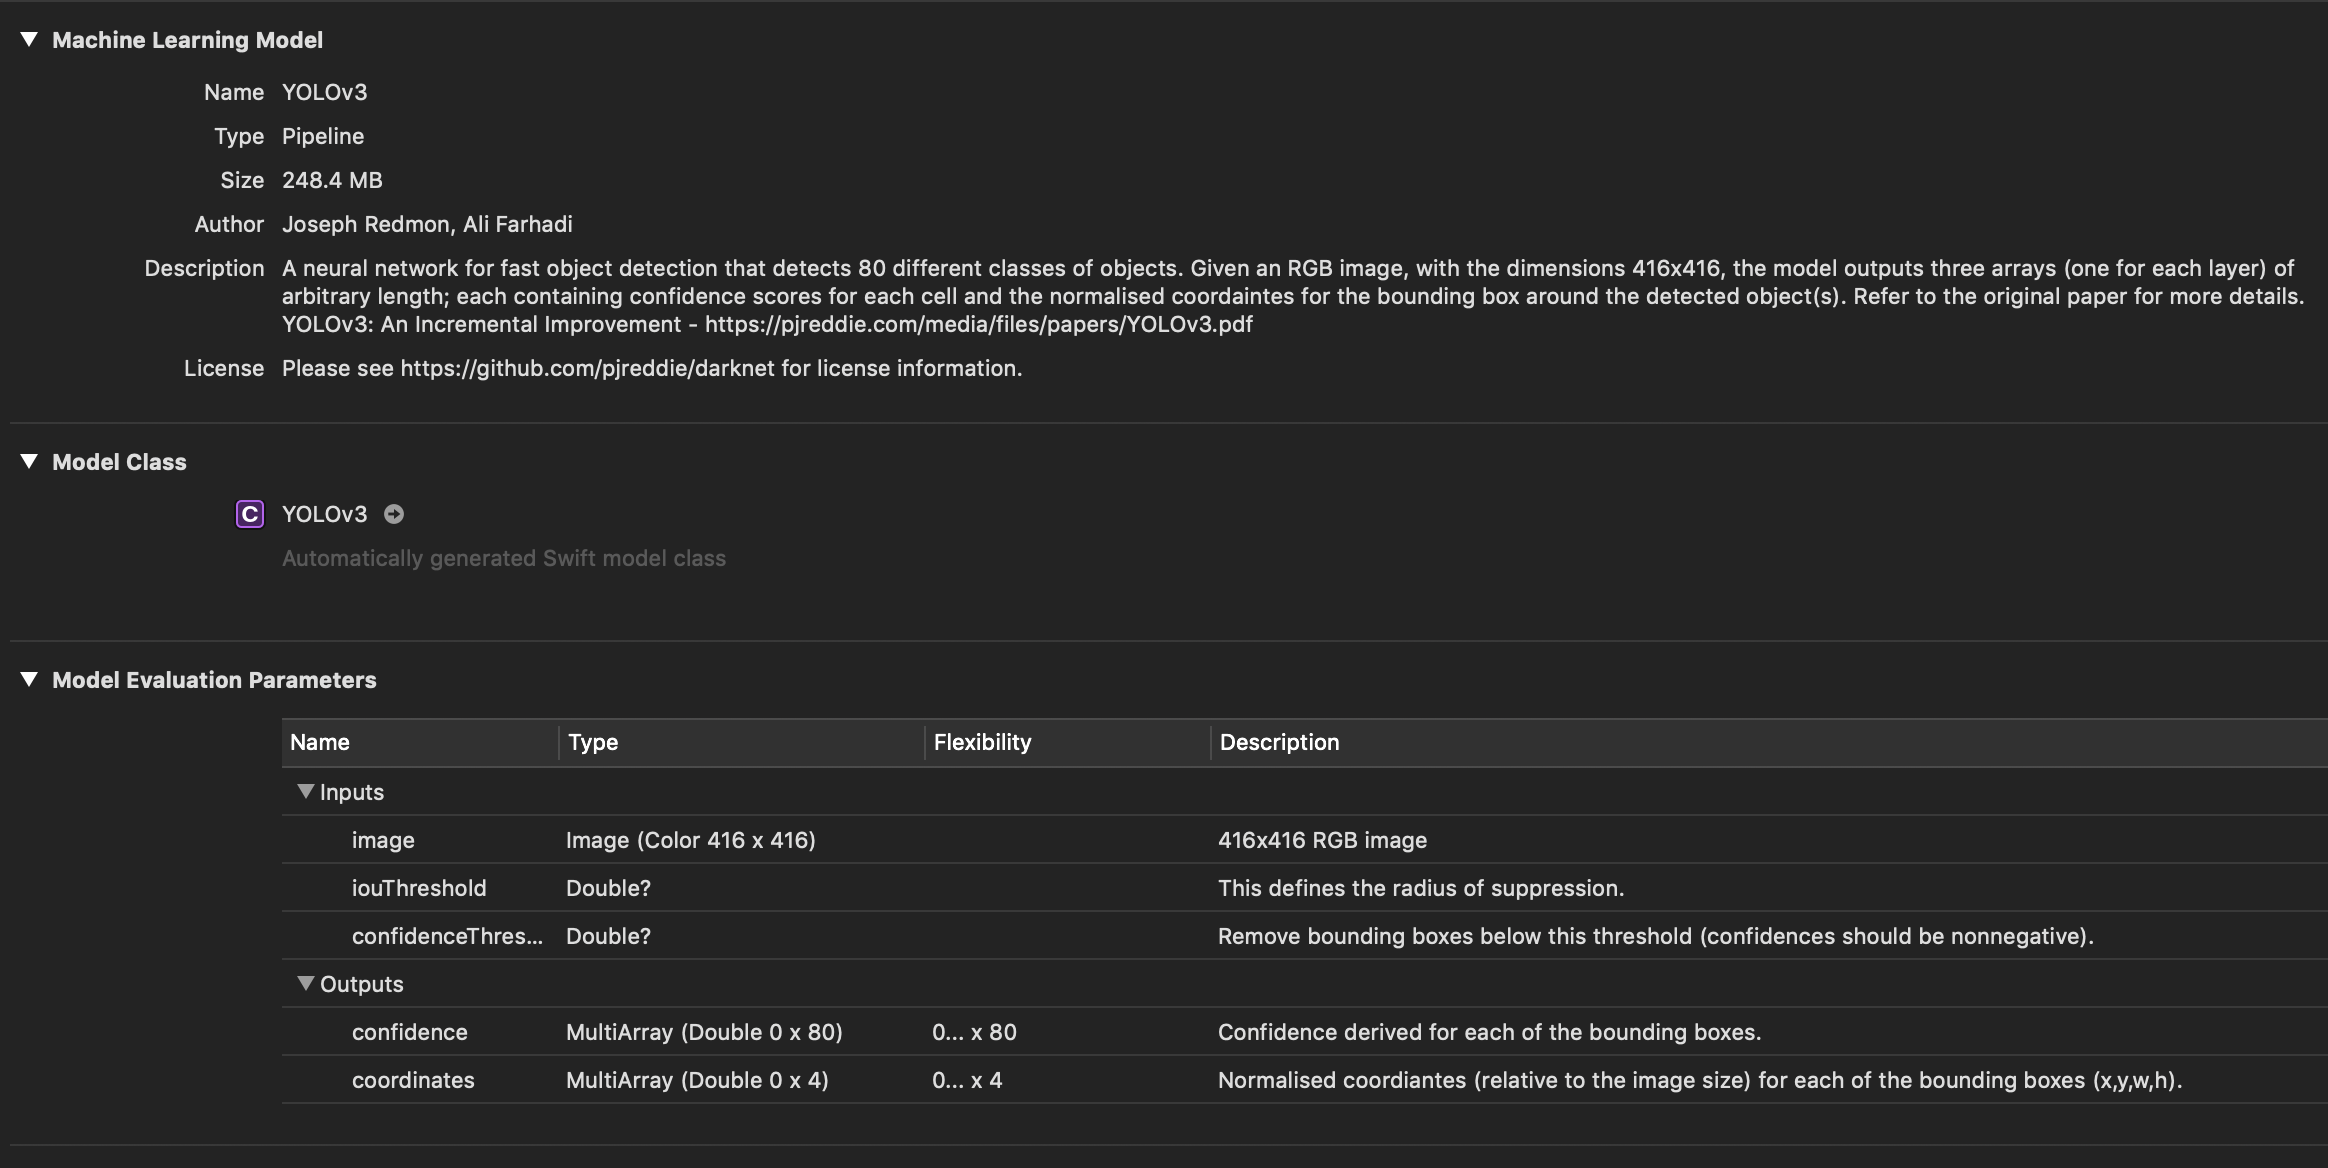 Machine Learning Model
Name YOLOv3
Type Pipeline
Size 248.4 MB
Author Joseph Redmon, Ali Farhadi
Description A neural network for fast object detection that detects 80 different classes of objects. Given an RGB image, with the dimensions 416x416, the model outputs three arrays (one for each layer) of
arbitrary length; each containing confidence scores for each cell and the normalised coordaintes for the bounding box around the detected object(s). Refer to the original paper for more details.
YOLOv3: An Incremental Improvement - https://pjreddie.com/media/files/papers/YOLOv3.pdf
License Please see https://github.com/pjreddie/darknet for license information.
Model Class
C YOLOv3
Automatically generated Swift model class
Model Evaluation Parameters
Name Type Flexibility Description
Inputs
image Image (Color 416 x 416) 416x416 RGB image
iouThreshold Double? This defines the radius of suppression.
confidenceThres... Double? Remove bounding boxes below this threshold (confidences should be nonnegative).
Outputs
confidence MultiArray (Double 0 x 80) 0... x 80 Confidence derived for each of the bounding boxes.
coordinates MultiArray (Double 0 x 4) 0... x 4 Normalised coordiantes (relative to the image size) for each of the bounding boxes (x,y,w,h).